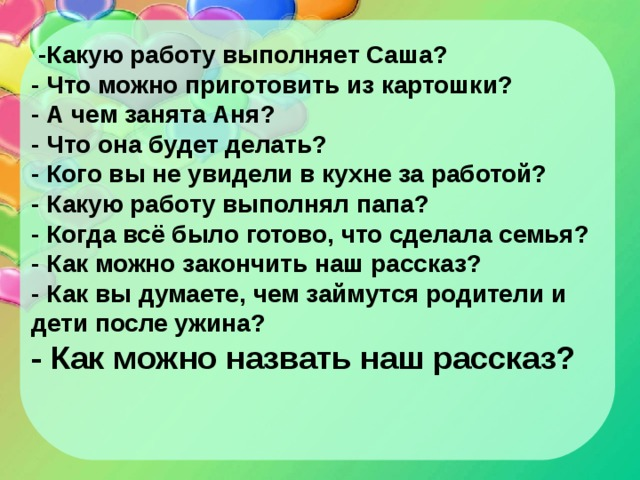 -Какую работу выполняет Саша?
- Что можно приготовить из картошки?
- А чем занята Аня?
- Что она будет делать?
- Кого вы не увидели в кухне за работой?
- Какую работу выполнял папа?
- Когда всё было готово, что сделала семья?
- Как можно закончить наш рассказ?
- Как вы думаете, чем займутся родители и
дети после ужина?
- Как можно назвать наш рассказ?